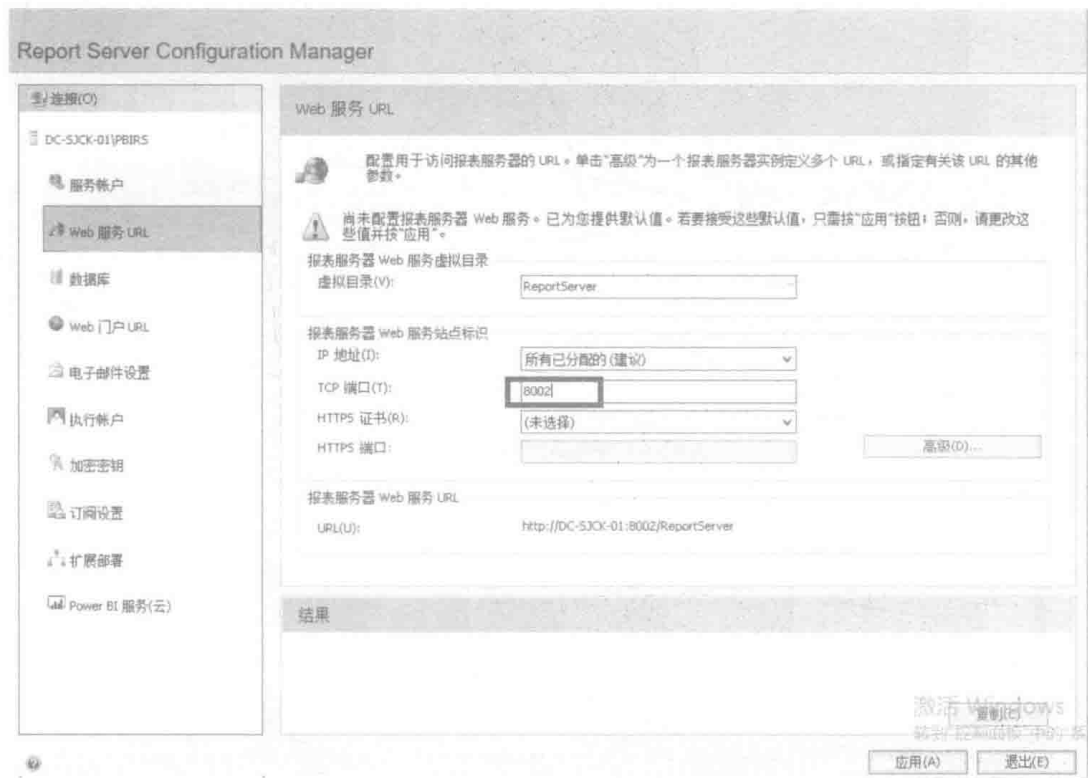 Report Server Configuration Manager
连接(O)
DC-SJCK-01\PBIRS
服务帐户
Web 服务 URL
数据库
Web 门户 URL
电子邮件设置
执行帐户
加密密钥
订阅设置
扩展部署
Power BI 服务(云)
Web 服务 URL
配置用于访问报表服务器的 URL。单击"高级"为一个报表服务器实例定义多个 URL，或指定有关该 URL 的其他
参数。
尚未配置报表服务器 Web 服务。已为您提供默认值。若要接受这些默认值，只需按"应用"按钮；否则，请更改这
些值并按"应用"。
报表服务器 Web 服务虚拟目录
虚拟目录(V):
ReportServer
报表服务器 Web 服务站点标识
IP 地址(I):
所有已分配的(建议)
TCP 端口(T):
8002
HTTPS 证书(R):
(未选择)
HTTPS 端口:
高级(D)...
报表服务器 Web 服务 URL
URL(U):
http://DC-SJCK-01:8002/ReportServer
结果
激活 Windows
复制(C)
转到"控制面板"中的"系
应用(A)
退出(E)